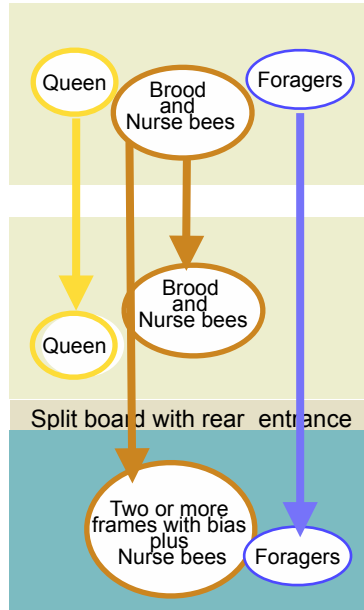 Queen
Brood
and
Nurse bees
Foragers
Brood
and
Nurse bees
Queen
Split board with rear entrance
Two or more
frames with bias
plus
Nurse bees
Foragers